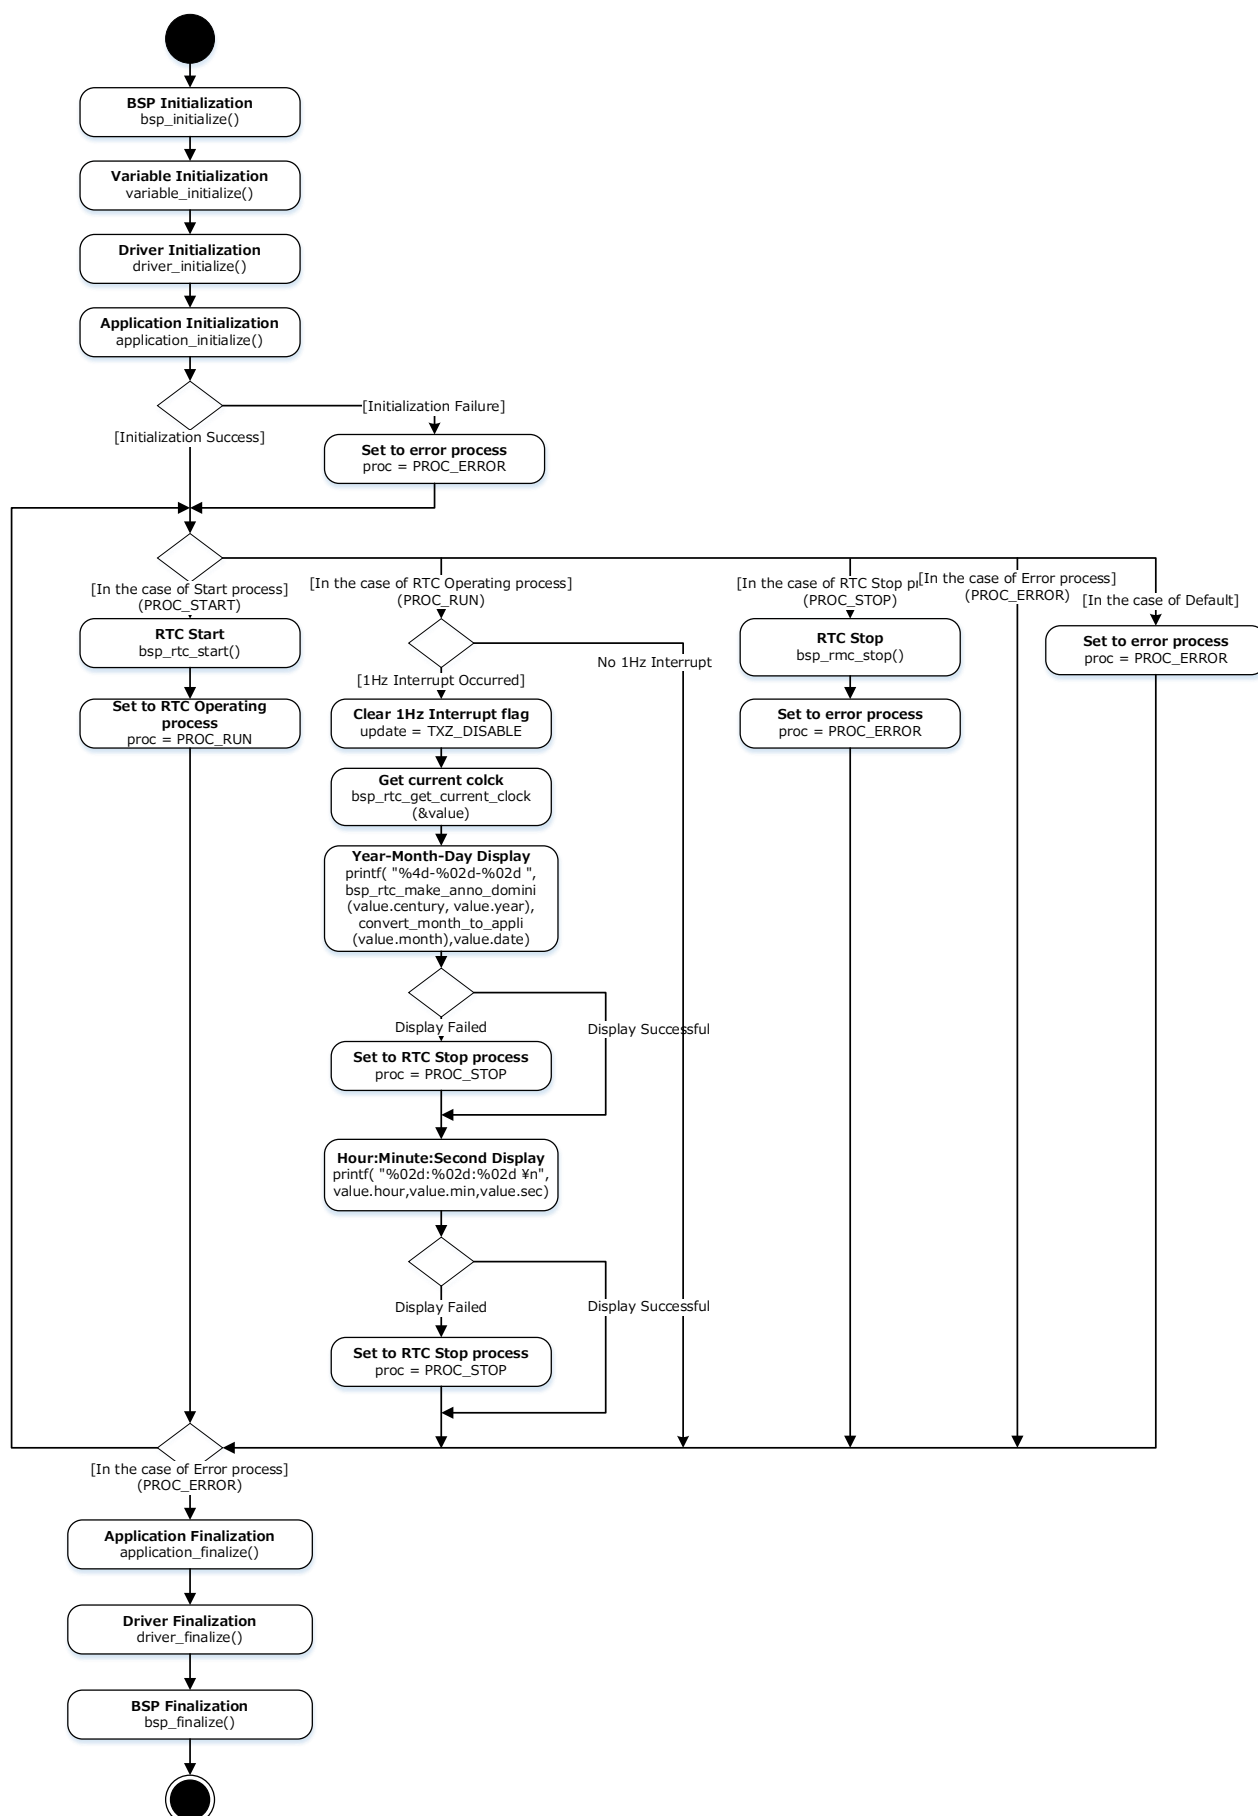 BSP Initialization
bsp_initialize()
Variable Initialization
variable_initialize()
Driver Initialization
driver_initialize()
Application Initialization
application_initialize()
[Initialization Failure]
[Initialization Success]
Set to error process
proc = PROC_ERROR
[In the case of Start process]
(PROC_START)
[In the case of RTC Operating process]
(PROC_RUN)
[In the case of RTC Stop p
(PROC_STOP)
[In the case of Error process]
(PROC_ERROR)
[In the case of Default]
RTC Start
bsp_rtc_start()
Set to RTC Operating
process
proc = PROC_RUN
No 1Hz Interrupt
[1Hz Interrupt Occurred]
Clear 1Hz Interrupt flag
update = TXZ_DISABLE
Get current colck
bsp_rtc_get_current_clock
(&value)
Year-Month-Day Display
printf( "%4d-%02d-%02d ",
bsp_rtc_make_anno_domini
(value.century, value.year),
convert_month_to_appli
(value.month),value.date)
Display Failed
Display Successful
Set to RTC Stop process
proc = PROC_STOP
Hour:Minute:Second Display
printf( "%02d:%02d:%02d ¥n",
value.hour,value.min,value.sec)
Display Failed
Display Successful
Set to RTC Stop process
proc = PROC_STOP
RTC Stop
bsp_rmc_stop()
Set to error process
proc = PROC_ERROR
Set to error process
proc = PROC_ERROR
[In the case of Error process]
(PROC_ERROR)
Application Finalization
application_finalize()
Driver Finalization
driver_finalize()
BSP Finalization
bsp_finalize()